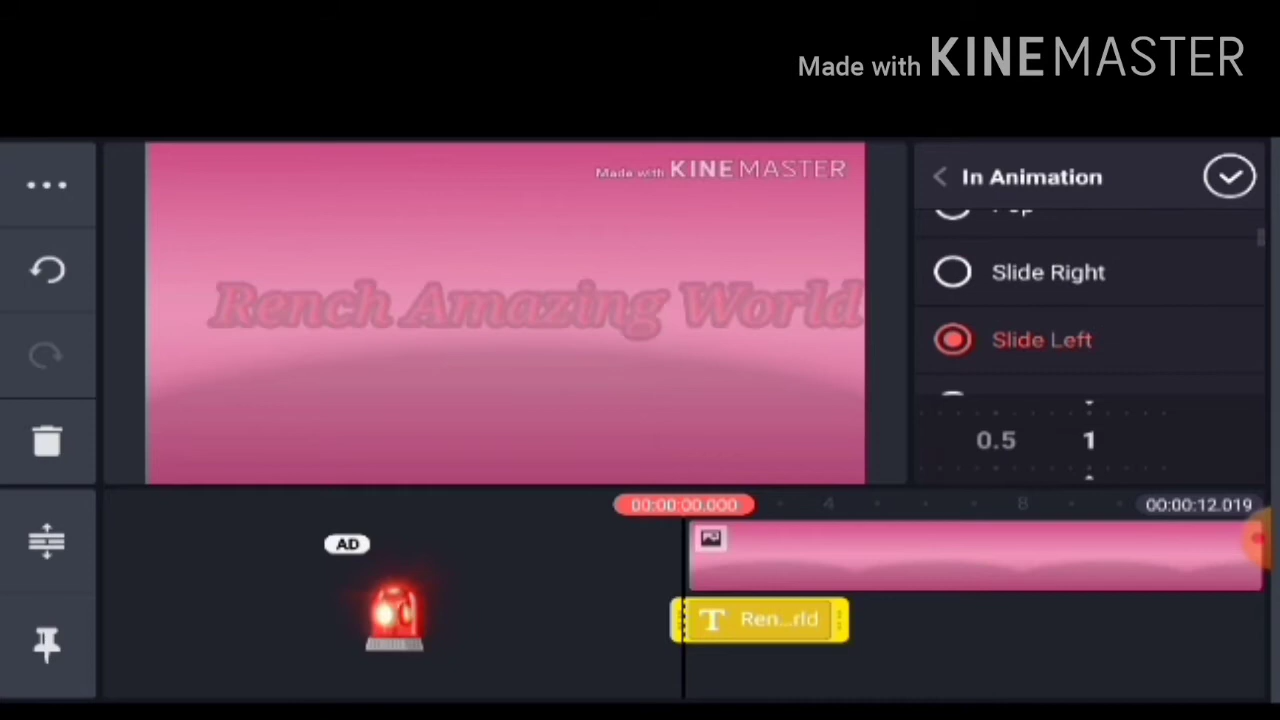 Made with KINEMASTER
Made with KINEMASTER
In Animation
Pop
Slide Right
Rench Amazing World
Slide Left
0.5 1
00:00:00.000 4 8 00:00:12.019
AD
T Ren...rld